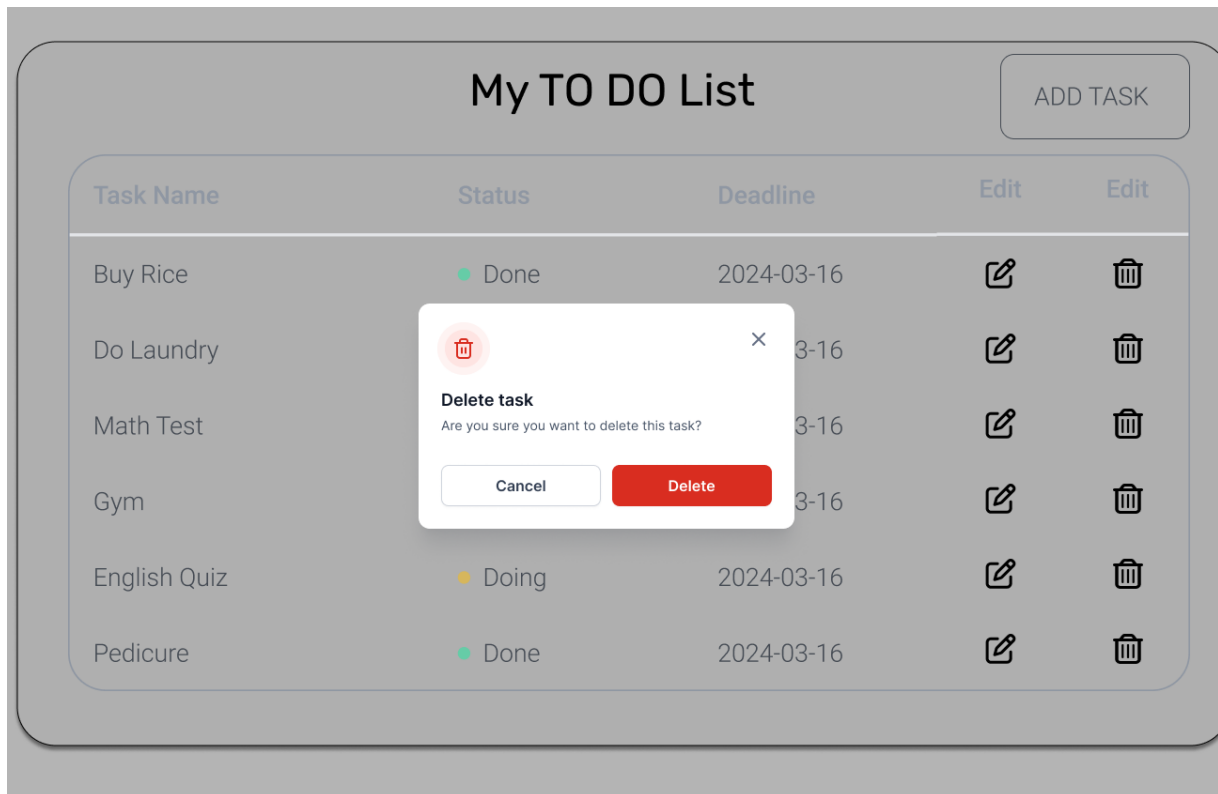 My TO DO List
ADD TASK
Task Name Status Deadline Edit Edit
Buy Rice Done 2024-03-16
Do Laundry 3-16
Math Test 3-16
Gym 3-16
Delete task
Are you sure you want to delete this task?
Cancel Delete
English Quiz Doing 2024-03-16
Pedicure Done 2024-03-16